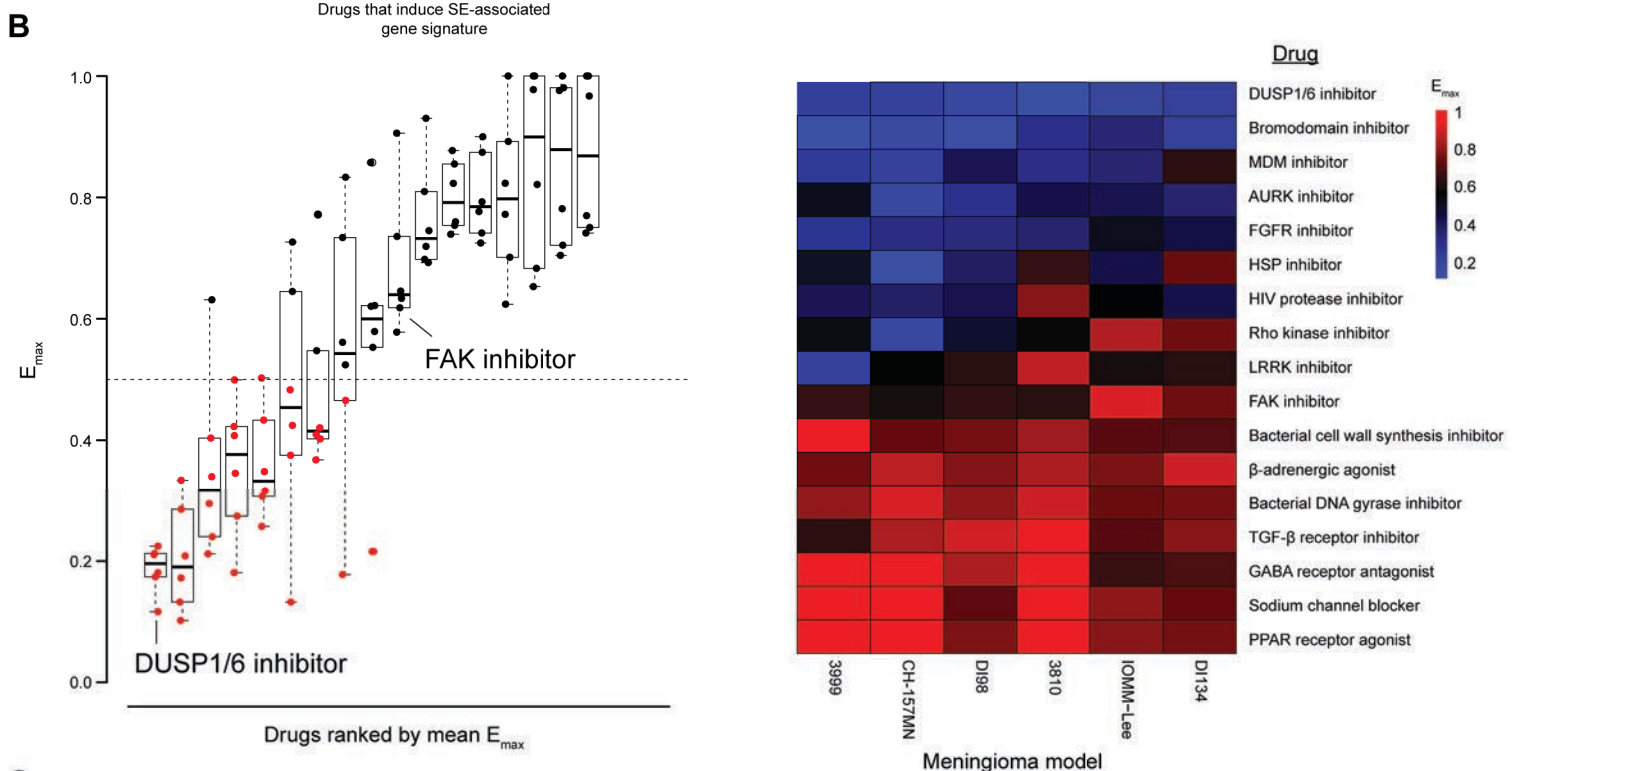 B
Drugs that induce SE-associated
gene signature
1.0
0.8
0.6
0.4
0.2
0.0
Emax
FAK inhibitor
DUSP1/6 inhibitor
Drugs ranked by mean Emax
Drug
DUSP1/6 inhibitor
Bromodomain inhibitor
MDM inhibitor
AURK inhibitor
FGFR inhibitor
HSP inhibitor
HIV protease inhibitor
Rho kinase inhibitor
LRRK inhibitor
FAK inhibitor
Bacterial cell wall synthesis inhibitor
β-adrenergic agonist
Bacterial DNA gyrase inhibitor
TGF-β receptor inhibitor
GABA receptor antagonist
Sodium channel blocker
PPAR receptor agonist
Emax
1
0.8
0.6
0.4
0.2
3999
CH-157MN
DI98
3810
IOMM-Lee
DI134
Meningioma model